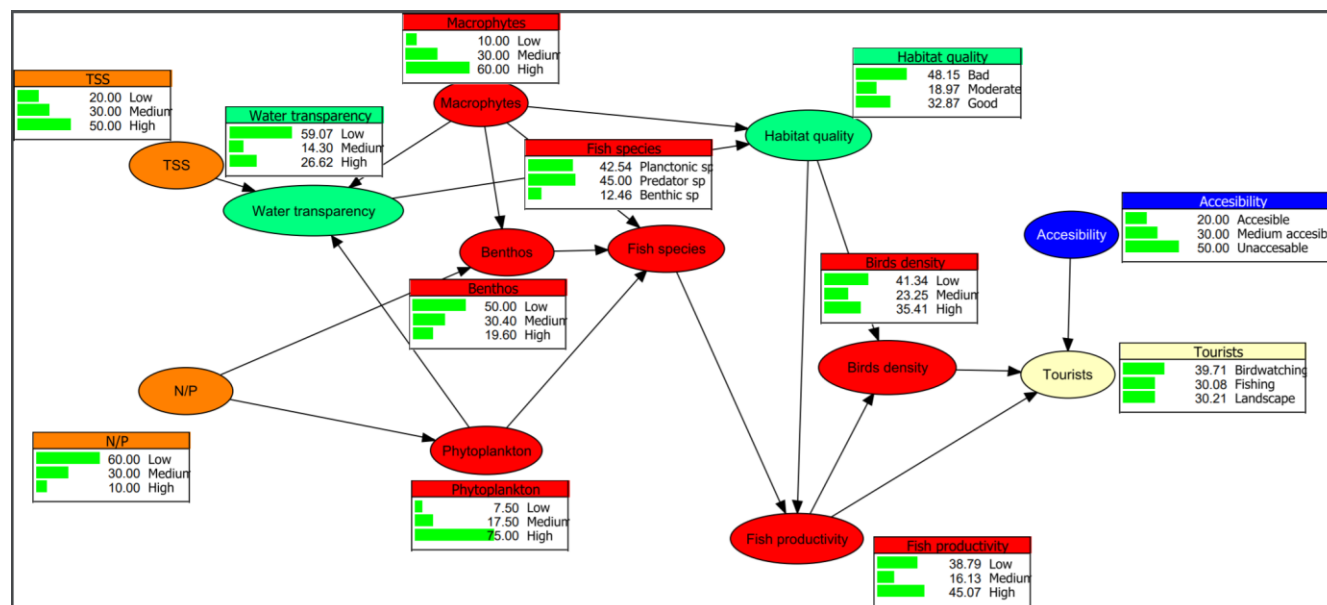 Macrophytes
10.00 Low
30.00 Medium
60.00 High
Macrophytes
TSS
20.00 Low
30.00 Medium
50.00 High
TSS
Water transparency
59.07 Low
14.30 Medium
26.62 High
Water transparency
Habitat quality
48.15 Bad
18.97 Moderate
32.87 Good
Habitat quality
Fish species
42.54 Planctonic sp
45.00 Predator sp
12.46 Benthic sp
Fish species
Benthos
Benthos
50.00 Low
30.40 Medium
19.60 High
Accesibility
20.00 Accesible
30.00 Medium accesib
50.00 Unaccesable
Accesibility
Birds density
41.34 Low
23.25 Medium
35.41 High
Birds density
Tourists
Tourists
39.71 Birdwatching
30.08 Fishing
30.21 Landscape
N/P
N/P
60.00 Low
30.00 Medium
10.00 High
Phytoplankton
Phytoplankton
7.50 Low
17.50 Medium
75.00 High
Fish productivity
Fish productivity
38.79 Low
16.13 Medium
45.07 High